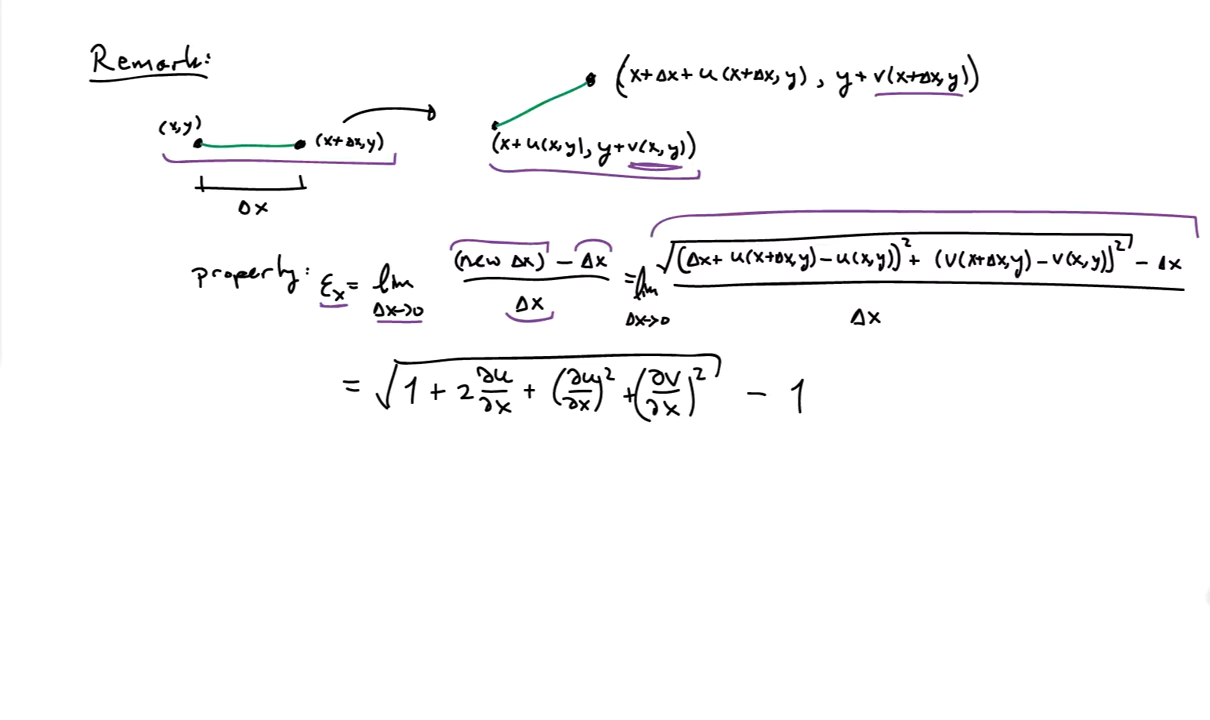 Remark:
(x+Δx+u(x+Δx,y), y+v(x+Δx,y))
(x,y)
(x+Δx,y)
(x+u(x,y), y+v(x,y))
Δx
property: εx = lim Δx→0 ((new Δx) − Δx)/Δx = lim Δx→0 (√((Δx+u(x+Δx,y)−u(x,y))² + (v(x+Δx,y)−v(x,y))²) − Δx)/Δx
= √(1 + 2 ∂u/∂x + (∂u/∂x)² + (∂v/∂x)²) − 1